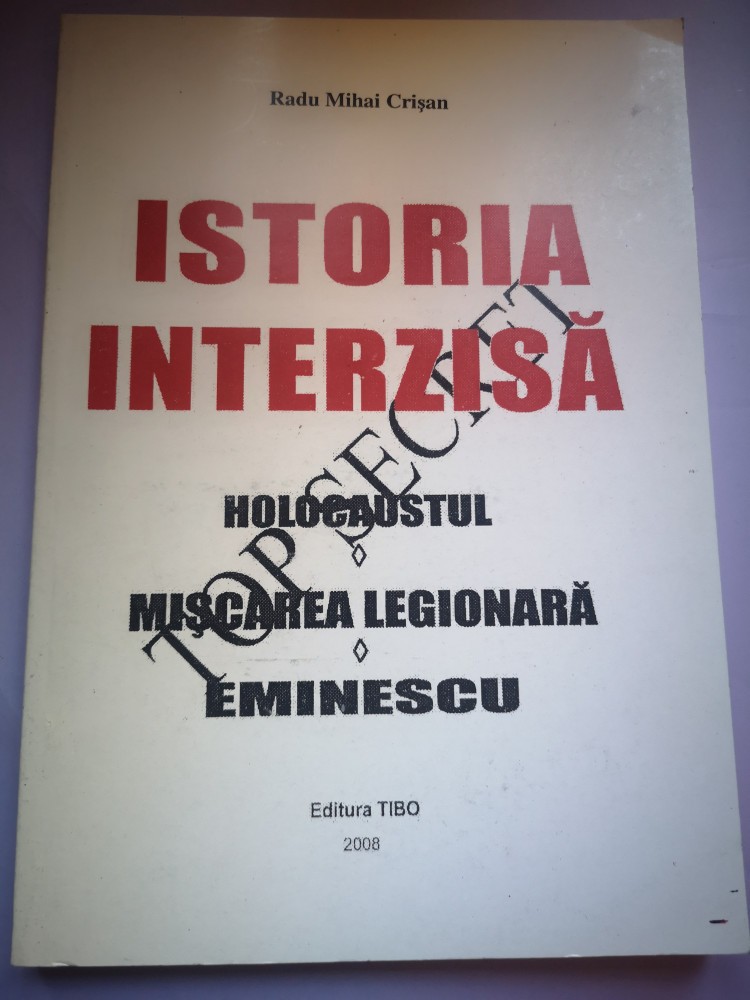 Radu Mihai Crişan
ISTORIA
INTERZISĂ
TOP SECRET
HOLOCAUSTUL
MIŞCAREA LEGIONARĂ
EMINESCU
Editura TIBO
2008